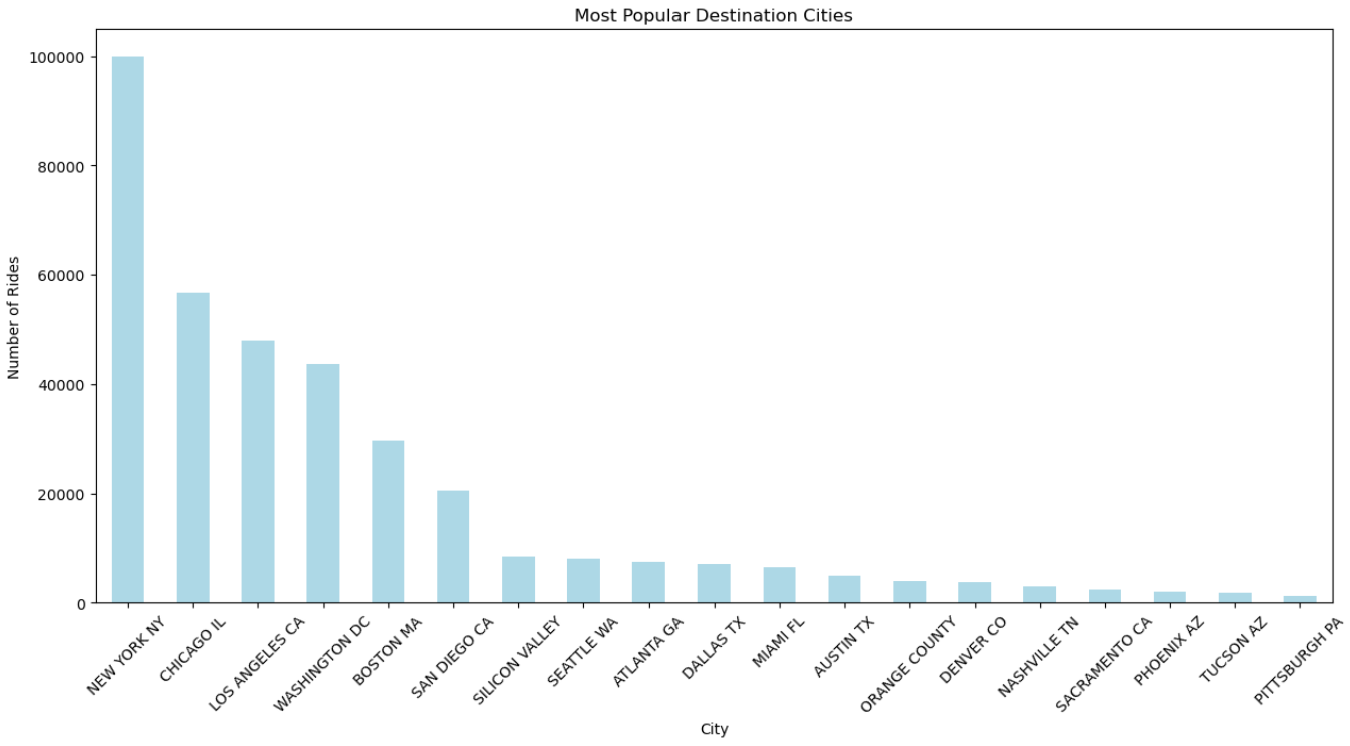 Most Popular Destination Cities
Number of Rides
100000
80000
60000
40000
20000
0
NEW YORK NY
CHICAGO IL
LOS ANGELES CA
WASHINGTON DC
BOSTON MA
SAN DIEGO CA
SILICON VALLEY
SEATTLE WA
ATLANTA GA
DALLAS TX
MIAMI FL
AUSTIN TX
ORANGE COUNTY
DENVER CO
NASHVILLE TN
SACRAMENTO CA
PHOENIX AZ
TUCSON AZ
PITTSBURGH PA
City